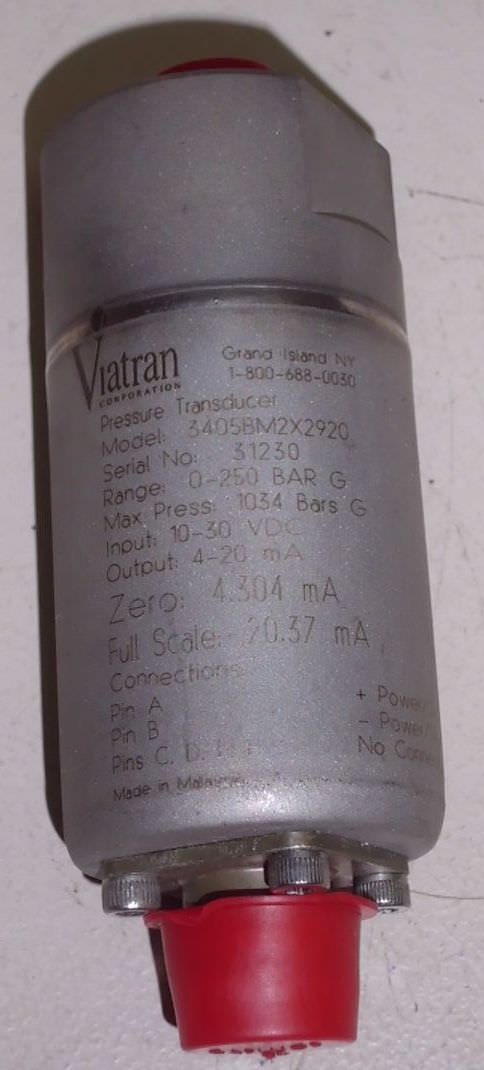 Viatran
CORPORATION
Grand Island NY
1-800-688-0030
Pressure Transducer
Model: 3405BM2X2920
Serial No: 31230
Range: 0-250 BAR G
Max Press: 1034 Bars G
Input: 10-30 VDC
Output: 4-20 mA
Zero: 4.304 mA
Full Scale: 20.37 mA
Connections
Pin A + Power
Pin B - Power
Pins C, D, No
Made in